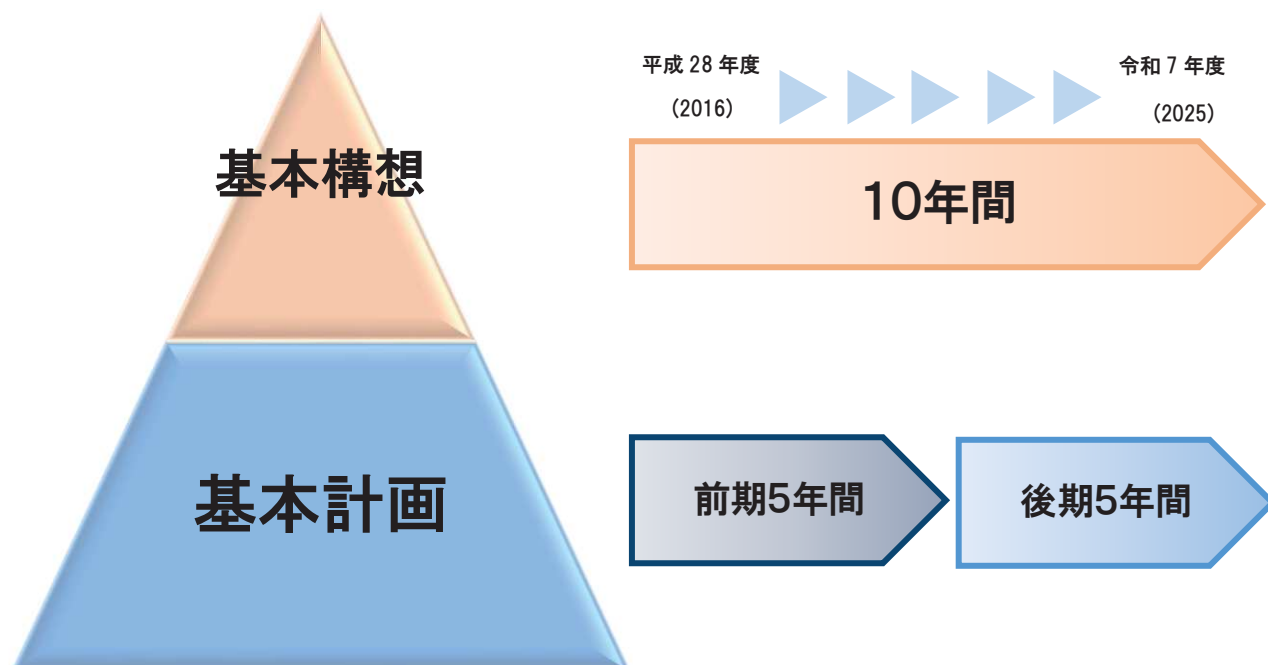 基本構想
平成 28 年度
(2016)
令和 7 年度
(2025)
10年間
基本計画
前期5年間
後期5年間